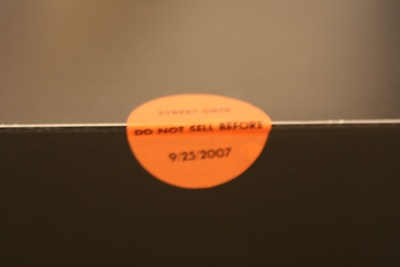 STREET DATE
DO NOT SELL BEFORE
9/25/2007